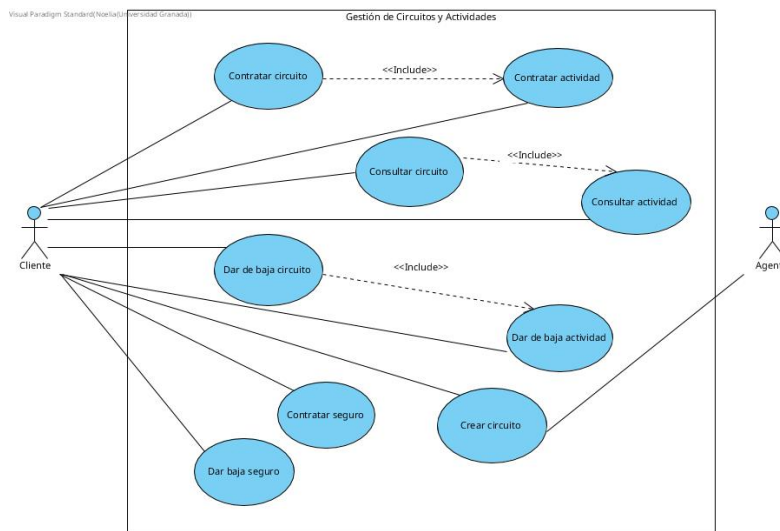 Visual Paradigm Standard(Noelia(Universidad Granada))
Gestión de Circuitos y Actividades
Contratar circuito
<<Include>>
Contratar actividad
Consultar circuito
<<Include>>
Consultar actividad
Cliente
Agent
Dar de baja circuito
<<Include>>
Dar de baja actividad
Contratar seguro
Crear circuito
Dar baja seguro